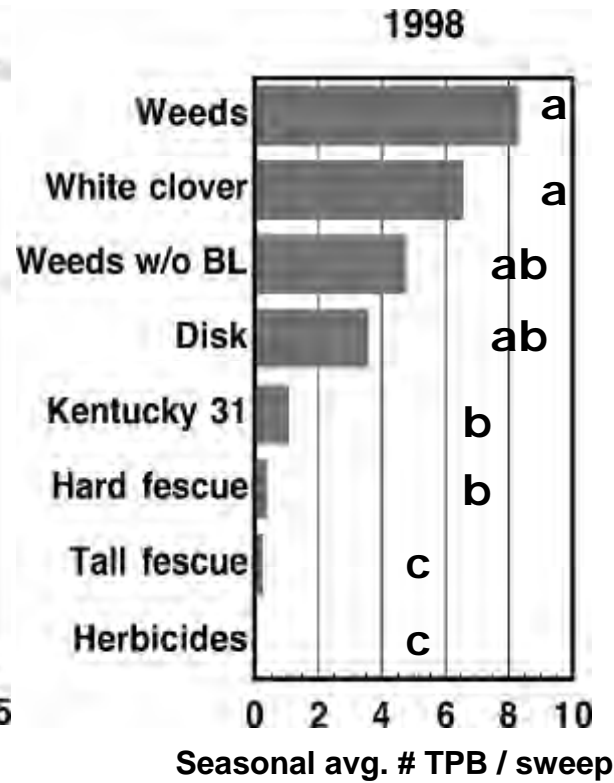 1998
Weeds a
White clover a
Weeds w/o BL ab
Disk ab
Kentucky 31 b
Hard fescue b
Tall fescue c
Herbicides c
5 0 2 4 6 8 10
Seasonal avg. # TPB / sweep